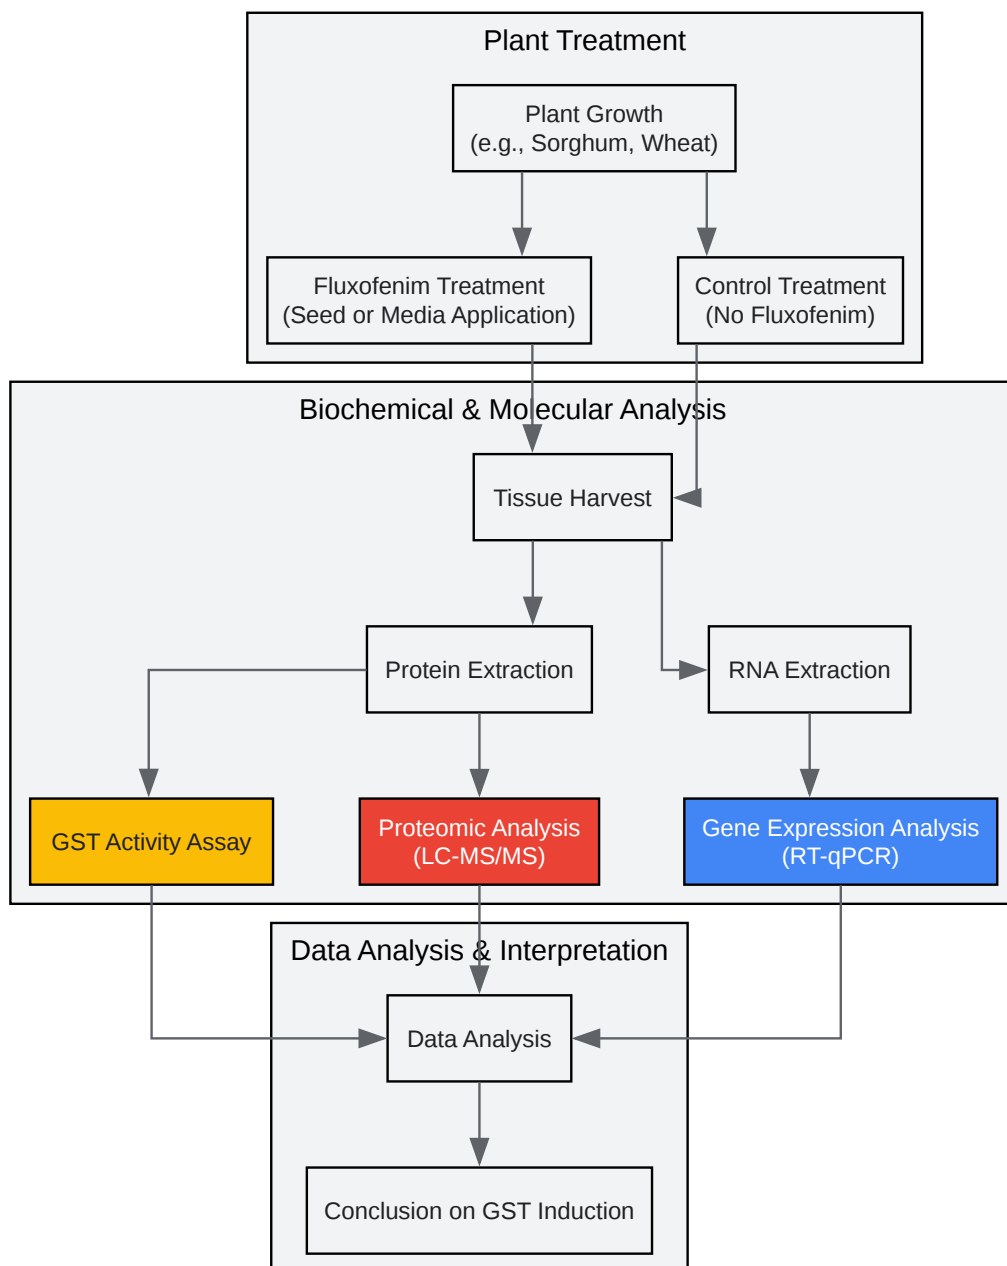 Plant Treatment
Plant Growth
(e.g., Sorghum, Wheat)
Fluxofenim Treatment
(Seed or Media Application)
Control Treatment
(No Fluxofenim)
Biochemical & Molecular Analysis
Tissue Harvest
Protein Extraction
RNA Extraction
GST Activity Assay
Proteomic Analysis
(LC-MS/MS)
Gene Expression Analysis
(RT-qPCR)
Data Analysis & Interpretation
Data Analysis
Conclusion on GST Induction